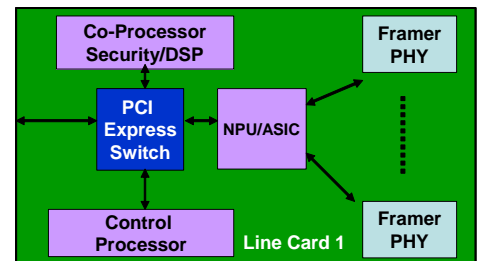 Co-Processor
Security/DSP
Framer
PHY
PCI
Express
Switch
NPU/ASIC
Control
Processor
Line Card 1
Framer
PHY